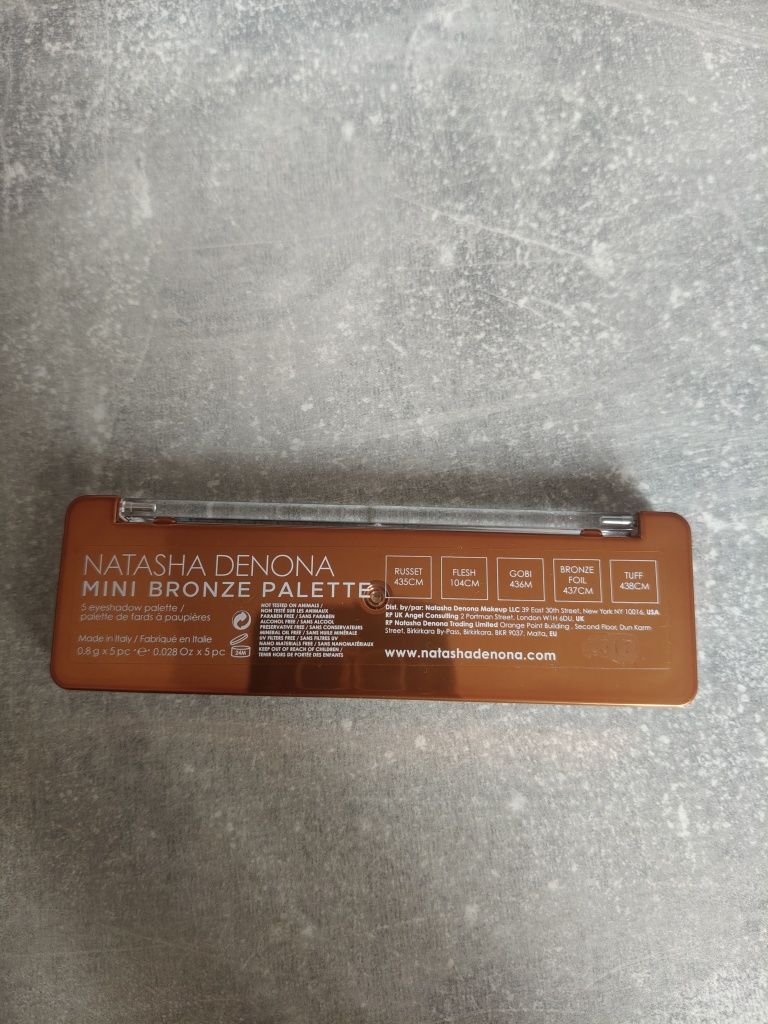 NATASHA DENONA
MINI BRONZE PALETTE
5 eyeshadow palette /
palette de fards à paupières
Made in Italy / Fabriqué en Italie
0.8 g x 5 pc ℮ 0.028 Oz x 5 pc
NOT TESTED ON ANIMALS /
NON TESTÉ SUR LES ANIMAUX
PARABEN FREE / SANS PARABEN
ALCOHOL FREE / SANS ALCOOL
PRESERVATIVE FREE / SANS CONSERVATEURS
MINERAL OIL FREE / SANS HUILE MINÉRALE
UV FILTERS FREE / SANS FILTRES UV
NANO MATERIALS FREE / SANS NANOMATÉRIAUX
KEEP OUT OF REACH OF CHILDREN /
TENIR HORS DE PORTÉE DES ENFANTS
24M
RUSSET
435CM
FLESH
104CM
GOBI
436M
BRONZE
FOIL
437CM
TUFF
438CM
Dist. by/par: Natasha Denona Makeup LLC 39 East 30th Street, New York NY 10016, USA
RP UK Angel Consulting 2 Portman Street, London W1H 6DU, UK
RP Natasha Denona Trading Limited Orange Point Building, Second Floor, Dun Karm
Street, Birkirkara By-Pass, Birkirkara, BKR 9037, Malta, EU
www.natashadenona.com